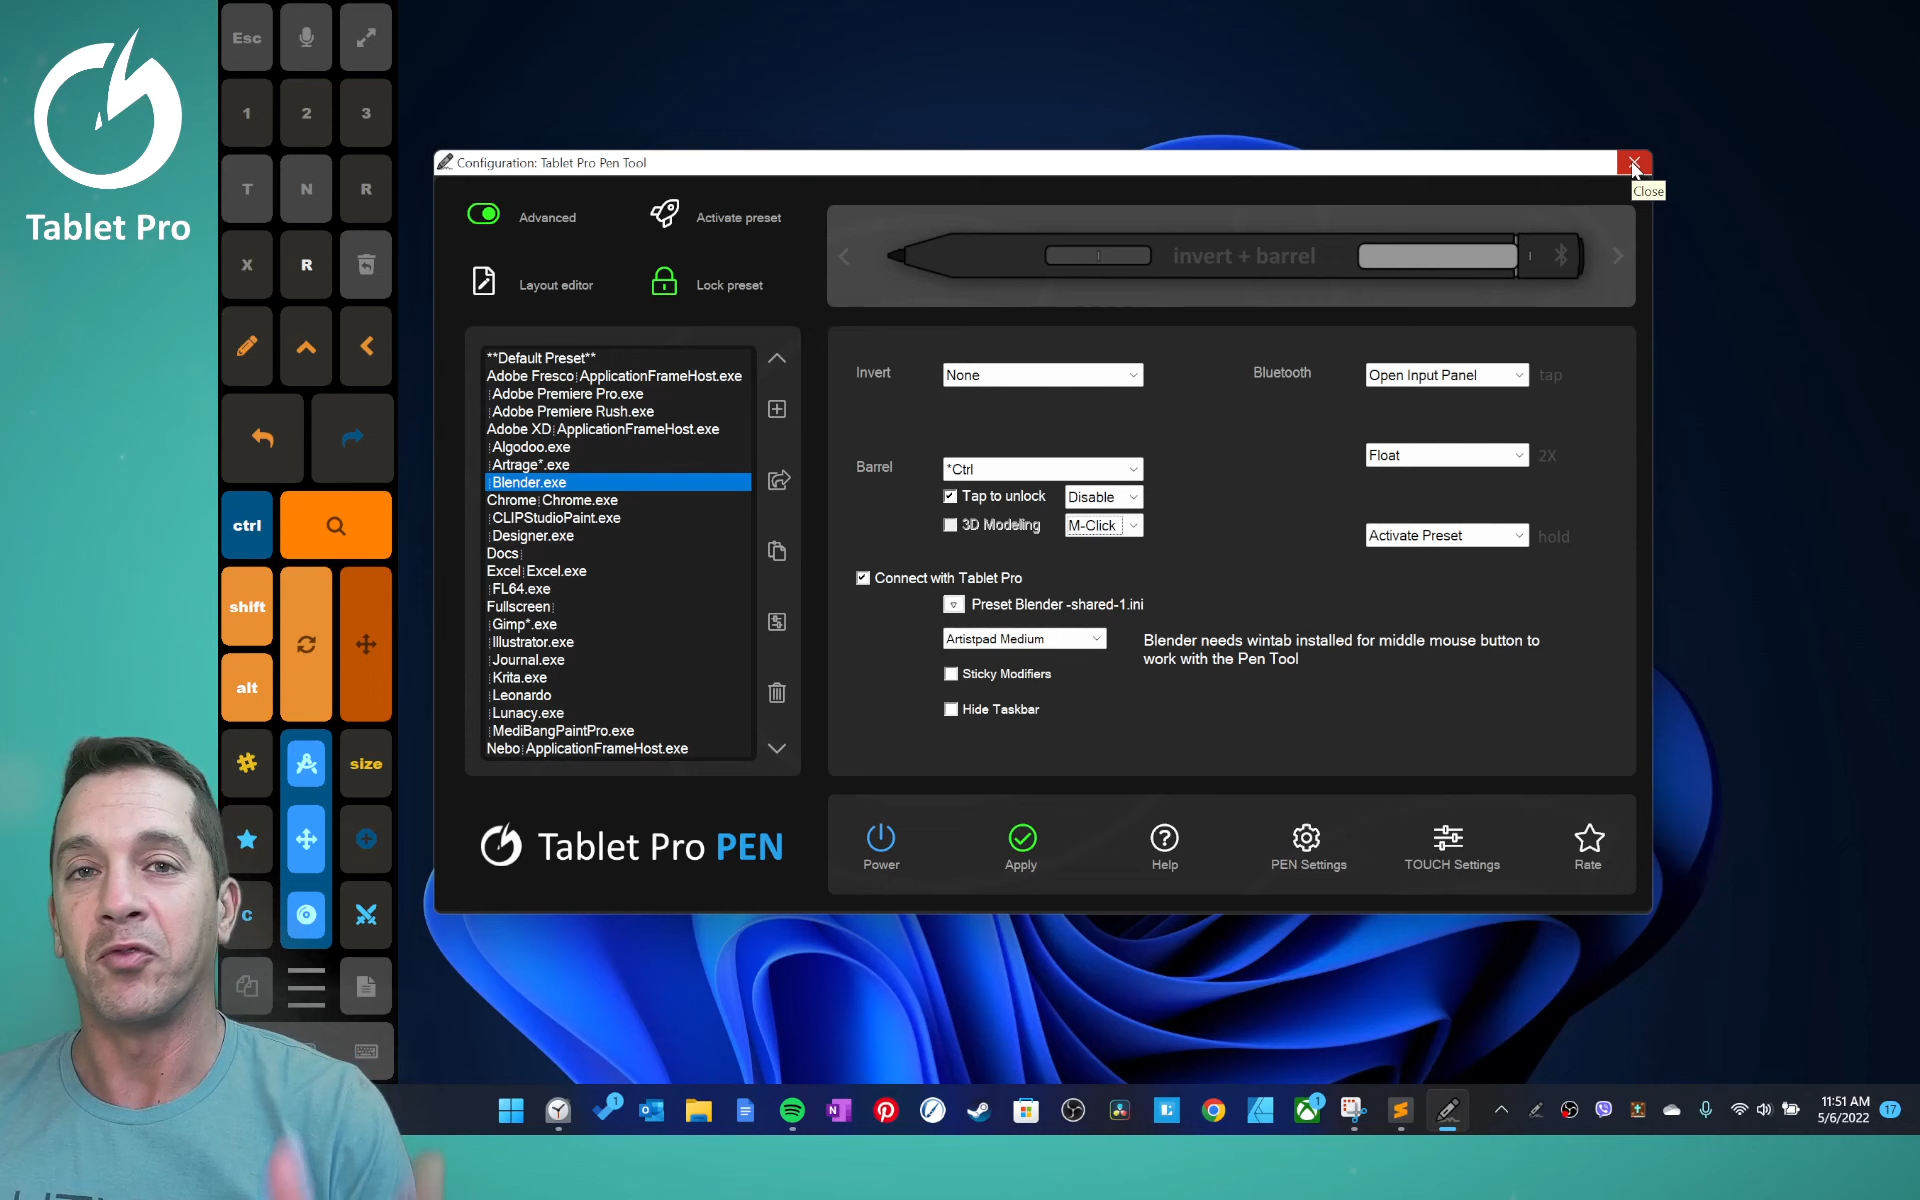 Tablet Pro
Esc
1 2 3
T N R
X R
ctrl
shift
alt
size
C
Configuration: Tablet Pro Pen Tool
Close
Advanced
Activate preset
Layout editor
Lock preset
invert + barrel
**Default Preset**
Adobe Fresco¦ApplicationFrameHost.exe
¦Adobe Premiere Pro.exe
¦Adobe Premiere Rush.exe
Adobe XD¦ApplicationFrameHost.exe
¦Algodoo.exe
¦Artrage*.exe
¦Blender.exe
Chrome¦Chrome.exe
¦CLIPStudioPaint.exe
¦Designer.exe
Docs¦
Excel¦Excel.exe
¦FL64.exe
Fullscreen¦
¦Gimp*.exe
¦Illustrator.exe
¦Journal.exe
¦Krita.exe
¦Leonardo
¦Lunacy.exe
¦MediBangPaintPro.exe
Nebo¦ApplicationFrameHost.exe
Invert None
Bluetooth Open Input Panel tap
Float 2X
Activate Preset hold
Barrel *Ctrl
Tap to unlock Disable
3D Modeling M-Click
Connect with Tablet Pro
Preset Blender -shared-1.ini
Artistpad Medium
Blender needs wintab installed for middle mouse button to
work with the Pen Tool
Sticky Modifiers
Hide Taskbar
Tablet Pro PEN
Power
Apply
Help
PEN Settings
TOUCH Settings
Rate
1
1
11:51 AM
5/6/2022
17